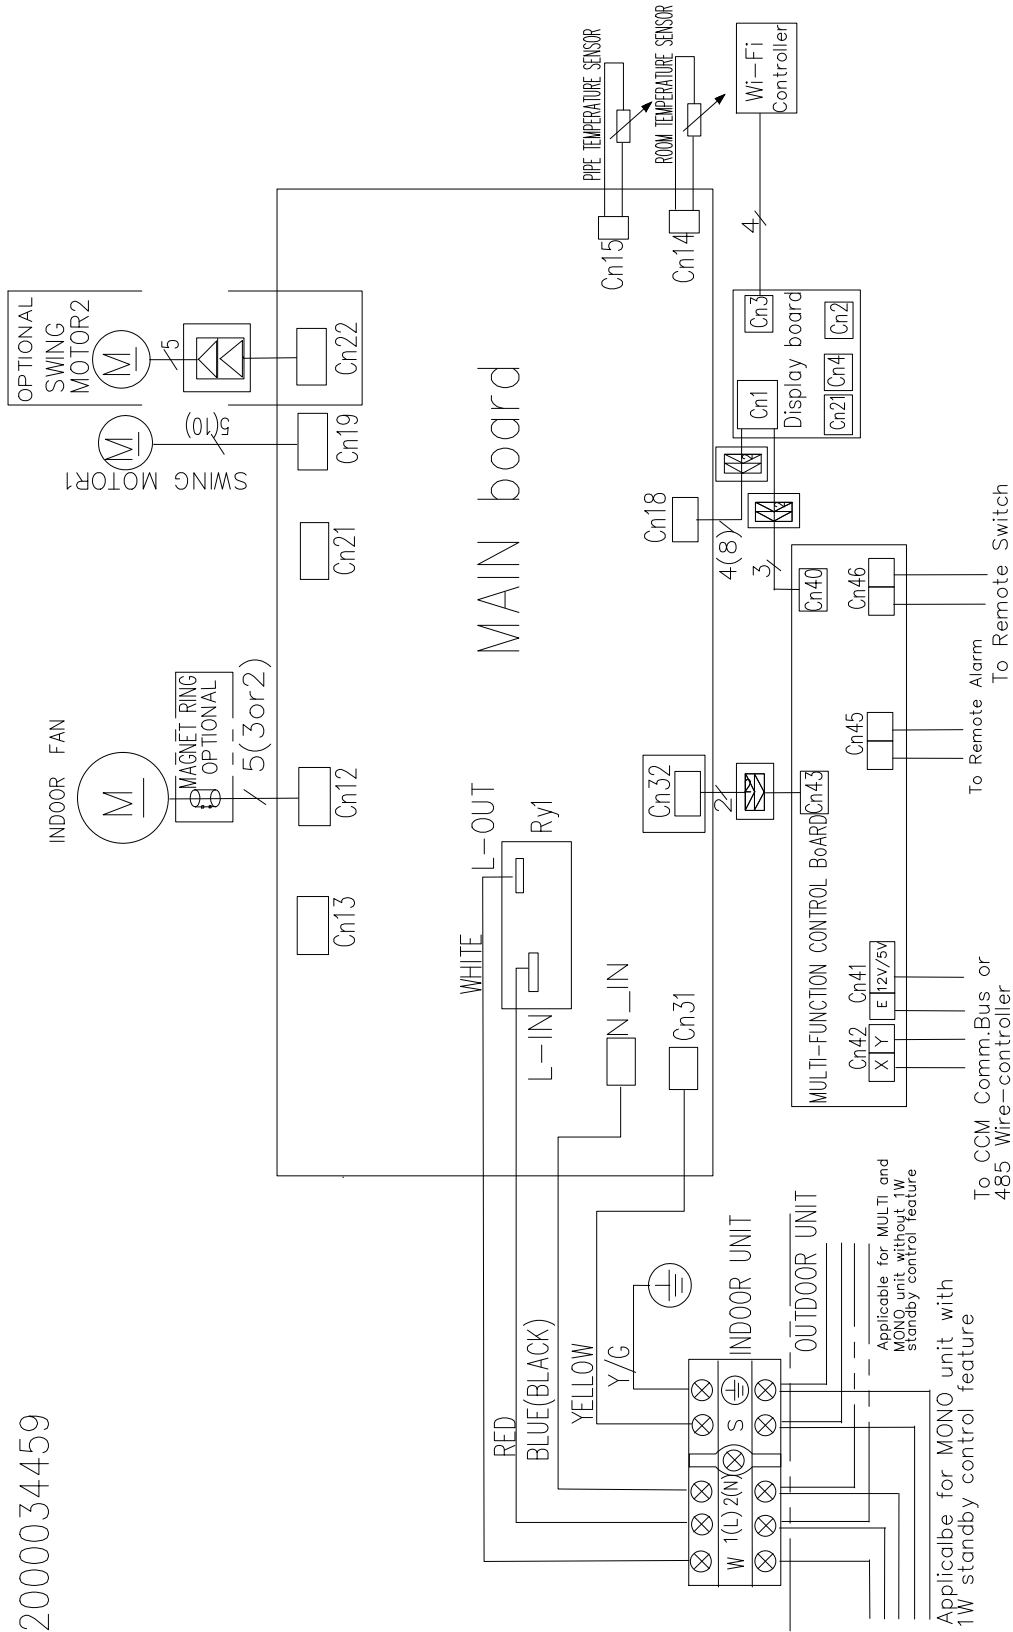 2000034459
INDOOR FAN
M
MAGNET RING
OPTIONAL
5(3or2)
OPTIONAL
SWING
MOTOR2
M
5
SWING MOTOR1
M
5(10)
Cn13
Cn12
Cn21
Cn19
Cn22
MAIN board
PIPE TEMPERATURE SENSOR
Cn15
ROOM TEMPERATURE SENSOR
Cn14
WHITE
L-OUT
Ry1
L-IN
N_IN
Cn31
Cn32
2
Cn18
4(8)
3
Wi-Fi
Controller
4
Cn3
Cn1
Display board
Cn21
Cn4
Cn2
RED
BLUE(BLACK)
YELLOW
Y/G
W
1(L)
2(N)
S
INDOOR UNIT
OUTDOOR UNIT
Applicable for MULTI and
MONO unit without 1W
standby control feature
Applicalbe for MONO unit with
1W standby control feature
MULTI-FUNCTION CONTROL BoARD
Cn43
Cn40
Cn42
X
Y
Cn41
E
12V/5V
Cn45
Cn46
To CCM Comm.Bus or
485 Wire-controller
To Remote Alarm
To Remote Switch